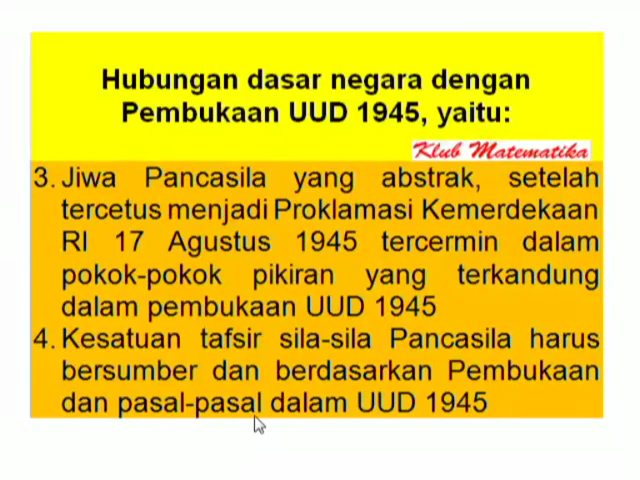 Hubungan dasar negara dengan
Pembukaan UUD 1945, yaitu:
Klub Matematika
3. Jiwa Pancasila yang abstrak, setelah
tercetus menjadi Proklamasi Kemerdekaan
RI 17 Agustus 1945 tercermin dalam
pokok-pokok pikiran yang terkandung
dalam pembukaan UUD 1945
4. Kesatuan tafsir sila-sila Pancasila harus
bersumber dan berdasarkan Pembukaan
dan pasal-pasal dalam UUD 1945